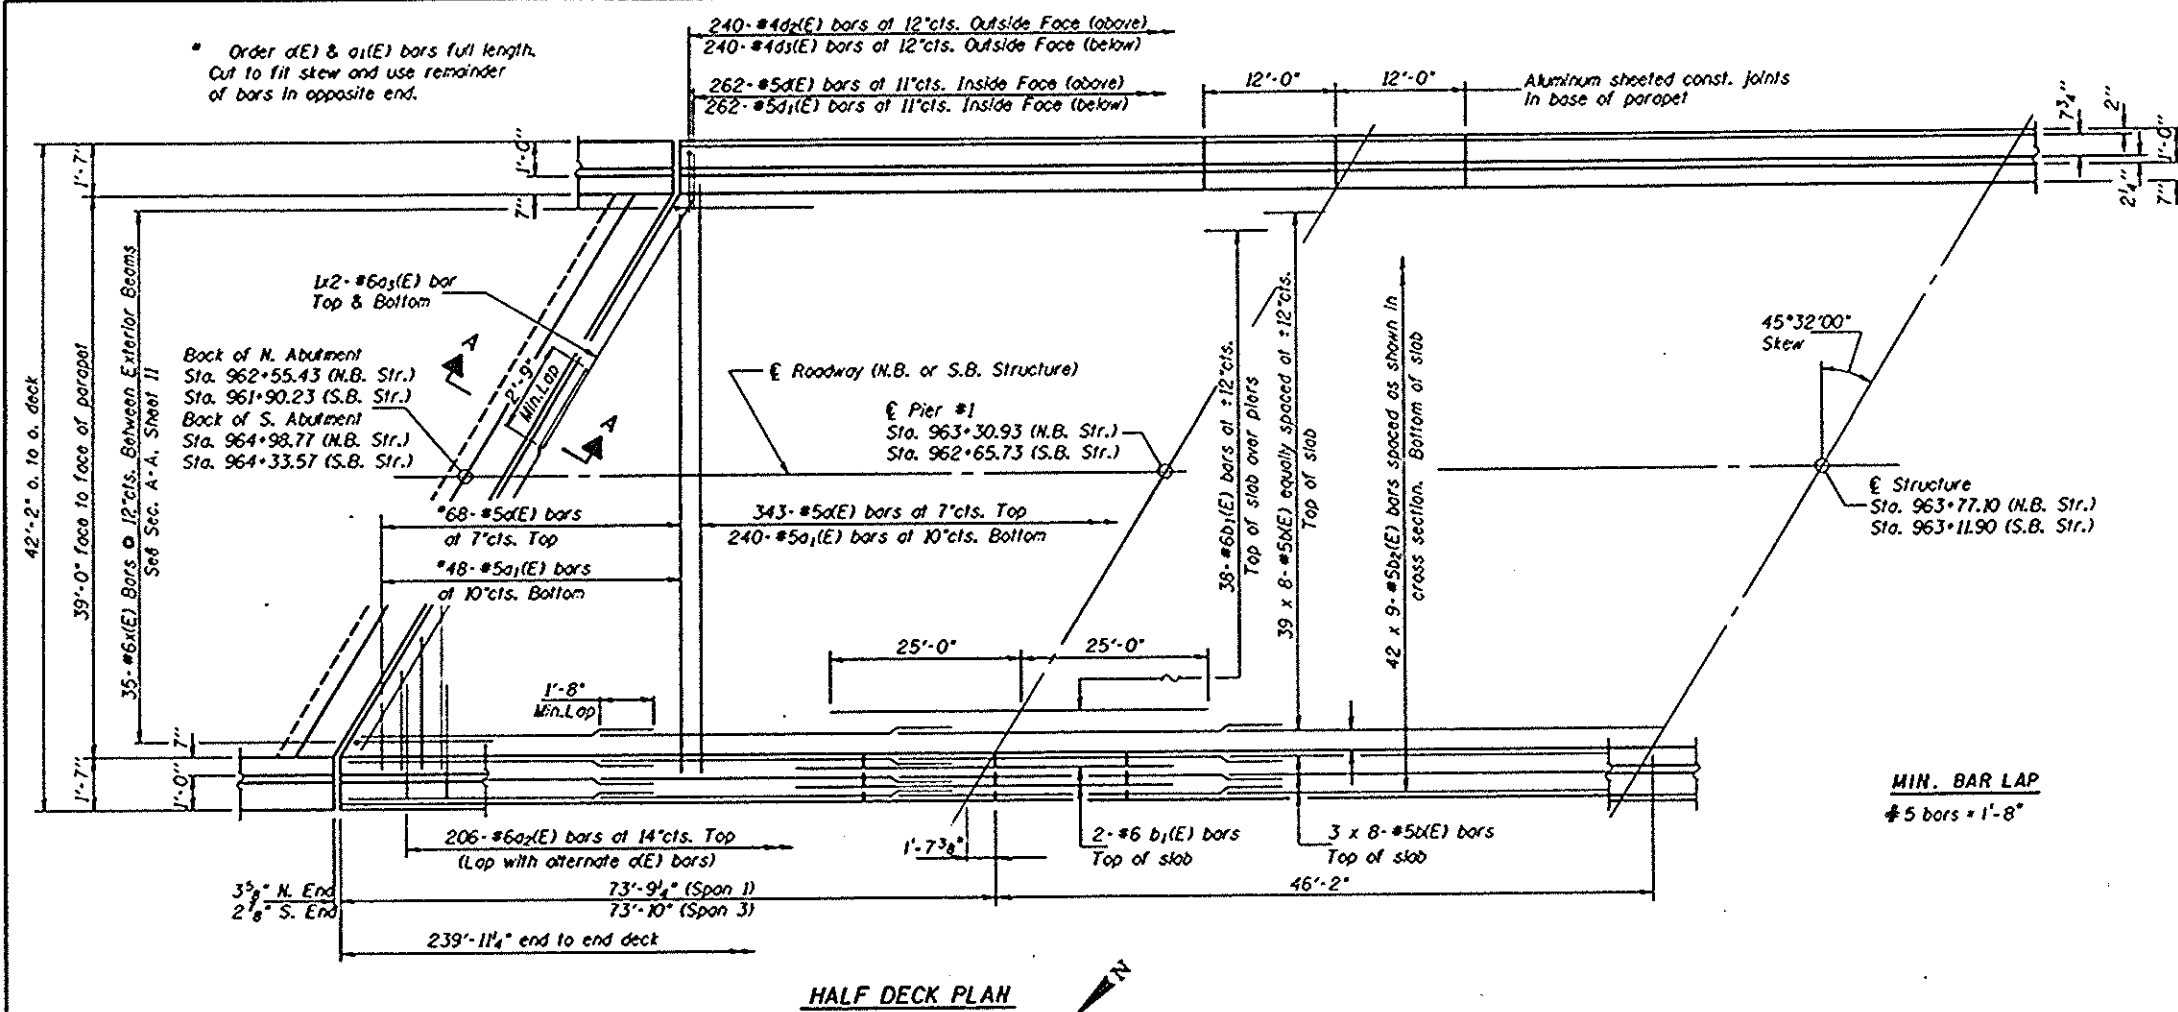 * Order a(E) & a1(E) bars full length.
Cut to fit skew and use remainder
of bars in opposite end.
240-#4d2(E) bars at 12"cts. Outside Face (above)
240-#4d3(E) bars at 12"cts. Outside Face (below)
262-#5d(E) bars at 11"cts. Inside Face (above)
262-#5d1(E) bars at 11"cts. Inside Face (below)
12'-0"
12'-0"
Aluminum sheeted const. joints
in base of parapet
7 3/4"
2"
1'-0"
2 1/4"
7"
1'-7"
1'-0"
7"
42'-2" o. to o. deck
39'-0" face to face of parapet
35-#6x(E) Bars @ 12"cts. Between Exterior Beams
See Sec. A-A, Sheet 11
1x2-#6a3(E) bar
Top & Bottom
A
A
2'-9"
Min.Lap
Back of N. Abutment
Sta. 962+55.43 (N.B. Str.)
Sta. 961+90.23 (S.B. Str.)
Back of S. Abutment
Sta. 964+98.77 (N.B. Str.)
Sta. 964+33.57 (S.B. Str.)
℄ Roadway (N.B. or S.B. Structure)
℄ Pier #1
Sta. 963+30.93 (N.B. Str.)
Sta. 962+65.73 (S.B. Str.)
45°32'00"
Skew
℄ Structure
Sta. 963+77.10 (N.B. Str.)
Sta. 963+11.90 (S.B. Str.)
*68-#5a(E) bars
at 7"cts. Top
343-#5a(E) bars at 7"cts. Top
240-#5a1(E) bars at 10"cts. Bottom
*48-#5a1(E) bars
at 10"cts. Bottom
38-#6b1(E) bars at ±12"cts.
Top of slab over piers
39 x 8-#5b(E) equally spaced at ±12"cts.
Top of slab
42 x 9-#5b2(E) bars spaced as shown in
cross section. Bottom of slab
25'-0"
25'-0"
1'-8"
Min.Lap
7"
1'-7"
1'-0"
MIN. BAR LAP
#5 bars = 1'-8"
206-#6a2(E) bars at 14"cts. Top
(Lap with alternate a(E) bars)
1'-7 3/8"
2-#6 b1(E) bars
Top of slab
3 x 8-#5b(E) bars
Top of slab
3 5/8" N. End
2 7/8" S. End
73'-9 1/4" (Span 1)
73'-10" (Span 3)
46'-2"
239'-11 1/4" end to end deck
N
HALF DECK PLAN